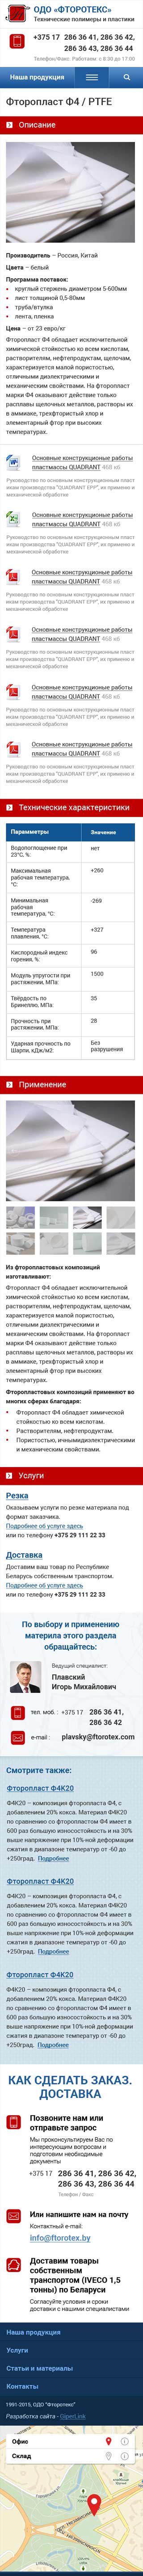 ОДО «ФТОРОТЕКС»
Технические полимеры и пластики
+375 17 286 36 41, 286 36 42,
286 36 43, 286 36 44
Телефон/Факс. Работаем: с 8:30 до 17:00
Наша продукция
Фторопласт Ф4 / PTFE
Описание
Производитель – Россия, Китай
Цвета – белый
Программа поставок:
круглый стержень диаметром 5-600мм
лист толщиной 0,5-80мм
труба/втулка
лента, пленка
Цена – от 23 евро/кг
Фторопласт Ф4 обладает исключительной
химической стойкостью ко всем кислотам,
растворителям, нефтепродуктам, щелочам,
характеризуется малой пористостью,
отличными диэлектрическими и
механическими свойствами. На фторопласт
марки Ф4 оказывают действие только
расплавы щелочных металлов, растворы их
в аммиаке, трехфтористый хлор и
элементарный фтор при высоких
температурах.
Основные конструкционные работы
пластмассы QUADRANT 468 кб
Руководство по основным конструкционным пласт
икам производства "QUADRANT EPP", их примению и
механической обработке
Основные конструкционные работы
пластмассы QUADRANT 468 кб
Руководство по основным конструкционным пласт
икам производства "QUADRANT EPP", их примению и
механической обработке
Основные конструкционные работы
пластмассы QUADRANT 468 кб
Руководство по основным конструкционным пласт
икам производства "QUADRANT EPP", их примению и
механической обработке
Основные конструкционные работы
пластмассы QUADRANT 468 кб
Руководство по основным конструкционным пласт
икам производства "QUADRANT EPP", их примению и
механической обработке
Основные конструкционные работы
пластмассы QUADRANT 468 кб
Руководство по основным конструкционным пласт
икам производства "QUADRANT EPP", их примению и
механической обработке
Основные конструкционные работы
пластмассы QUADRANT 468 кб
Руководство по основным конструкционным пласт
икам производства "QUADRANT EPP", их примению и
механической обработке
Технические характеристики
Парамметры Значение
Водопоглощение при
23°С, %: нет
Максимальная
рабочая температура,
°С: +260
Минимальная
рабочая
температура, °С: -269
Температура
плавления, °С: +327
Кислородный индекс
горения, %: 96
Модуль упругости при
растяжении, МПа: 1500
Твёрдость по
Бринеллю, МПа: 35
Прочность при
растяжении, МПа: 28
Ударная прочность по
Шарпи, кДж/м2: Без
разрушения
Применение
Из фторопластовых композиций
изготавливают:
Фторопласт Ф4 обладает исключительной
химической стойкостью ко всем кислотам,
растворителям, нефтепродуктам, щелочам,
характеризуется малой пористостью,
отличными диэлектрическими и
механическими свойствами. На фторопласт
марки Ф4 оказывают действие только
расплавы щелочных металлов, растворы их
в аммиаке, трехфтористый хлор и
элементарный фтор при высоких
температурах.
Фторопластовых композиций применяют во
многих сферах благодаря:
Фторопласт Ф4 обладает химической
стойкостью ко всем кислотам.
Растворителям, нефтепродуктам.
Пористостью, ичнымидиэлектрическими
и механическими свойствами.
Услуги
Резка
Оказываем услуги по резке материала под
формат заказчика.
Подробнее об услуге здесь
или по телефону +375 29 111 22 33
Доставка
Доставим ваш товар по Республике
Беларусь собственным транспортом.
Подробнее об услуге здесь
или по телефону +375 29 111 22 33
По выбору и применению
материла этого раздела
обращайтесь:
Ведущий специалист:
Плавский
Игорь Михайлович
тел. моб. : +375 17 286 36 41,
286 36 42
e-mail : plavsky@ftorotex.com
Смотрите также:
Фторопласт Ф4К20
Ф4К20 – композиция фторопласта Ф4, с
добавлением 20% кокса. Материал Ф4К20
по сравнению со фторопластом Ф4 имеет в
600 раз большую износостойкость и на 30%
выше напряжение при 10%-ной деформации
сжатия в диапазоне температур от -60 до
+250град. Подробнее
Фторопласт Ф4К20
Ф4К20 – композиция фторопласта Ф4, с
добавлением 20% кокса. Материал Ф4К20
по сравнению со фторопластом Ф4 имеет в
600 раз большую износостойкость и на 30%
выше напряжение при 10%-ной деформации
сжатия в диапазоне температур от -60 до
+250град. Подробнее
Фторопласт Ф4К20
Ф4К20 – композиция фторопласта Ф4, с
добавлением 20% кокса. Материал Ф4К20
по сравнению со фторопластом Ф4 имеет в
600 раз большую износостойкость и на 30%
выше напряжение при 10%-ной деформации
сжатия в диапазоне температур от -60 до
+250град. Подробнее
КАК СДЕЛАТЬ ЗАКАЗ.
ДОСТАВКА
Позвоните нам или
отправьте запрос
Мы проконсультируем Вас по
интересующим вопросам и
подготовим необходимые
документы
+375 17 286 36 41, 286 36 42,
286 36 43, 286 36 44
Телефон / Факс
Или напишите нам на почту
Контактный e-mail:
info@ftorotex.by
Доставим товары
собственным
транспортом (IVECO 1,5
тонны) по Беларуси
Согласуйте условия и сроки
доставки с нашими специалистами
Наша продукция
Услуги
Статьи и материалы
Контакты
1991-2015, ОДО "Фторотекс"
Разработка сайта - GiperLink
Офис
Склад